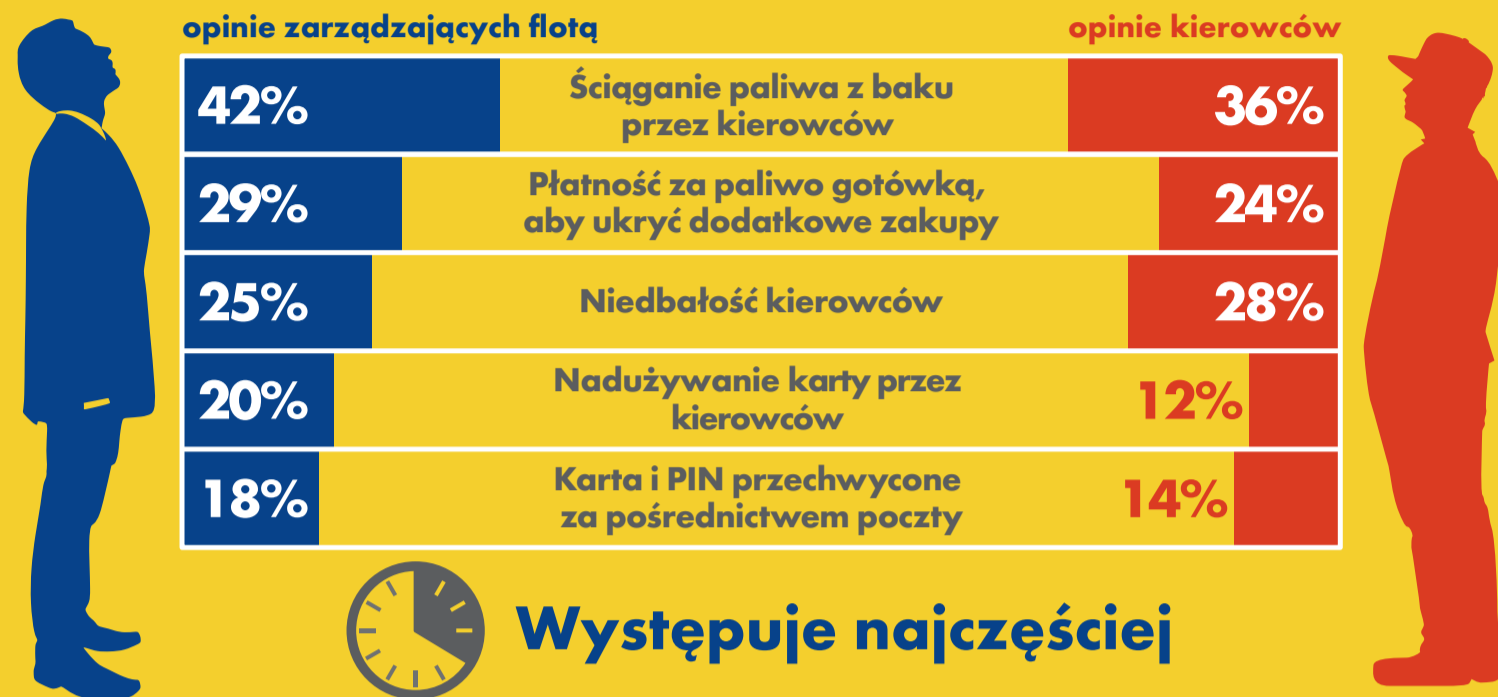 opinie zarządzających flotą
opinie kierowców
42%
Ściąganie paliwa z baku
przez kierowców
36%
29%
Płatność za paliwo gotówką,
aby ukryć dodatkowe zakupy
24%
25%
Niedbałość kierowców
28%
20%
Nadużywanie karty przez
kierowców
12%
18%
Karta i PIN przechwycone
za pośrednictwem poczty
14%
Występuje najczęściej